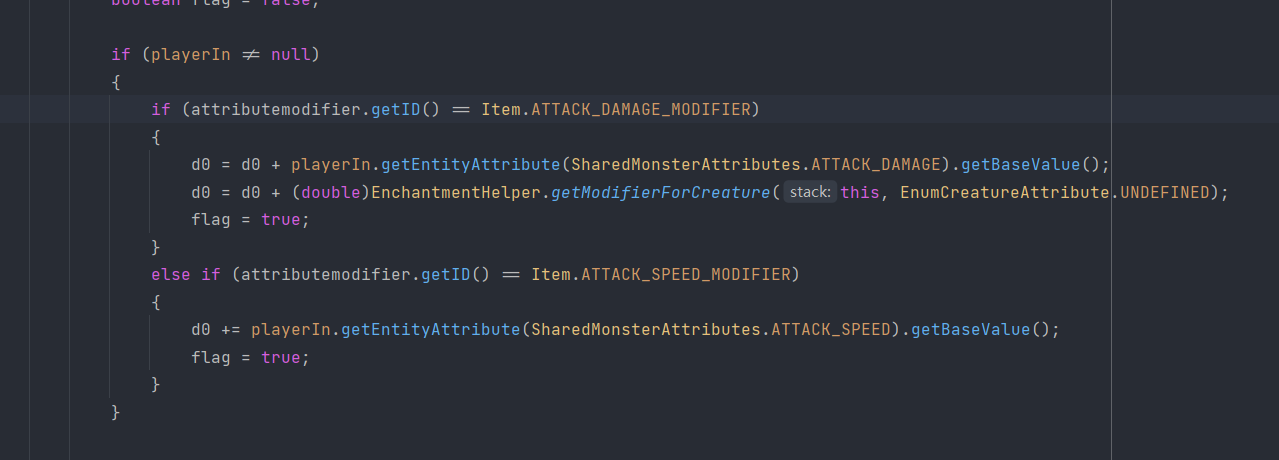 boolean flag = false;
if (playerIn ≠ null)
{
if (attributemodifier.getID() == Item.ATTACK_DAMAGE_MODIFIER)
{
d0 = d0 + playerIn.getEntityAttribute(SharedMonsterAttributes.ATTACK_DAMAGE).getBaseValue();
d0 = d0 + (double)EnchantmentHelper.getModifierForCreature( stack: this, EnumCreatureAttribute.UNDEFINED);
flag = true;
}
else if (attributemodifier.getID() == Item.ATTACK_SPEED_MODIFIER)
{
d0 += playerIn.getEntityAttribute(SharedMonsterAttributes.ATTACK_SPEED).getBaseValue();
flag = true;
}
}